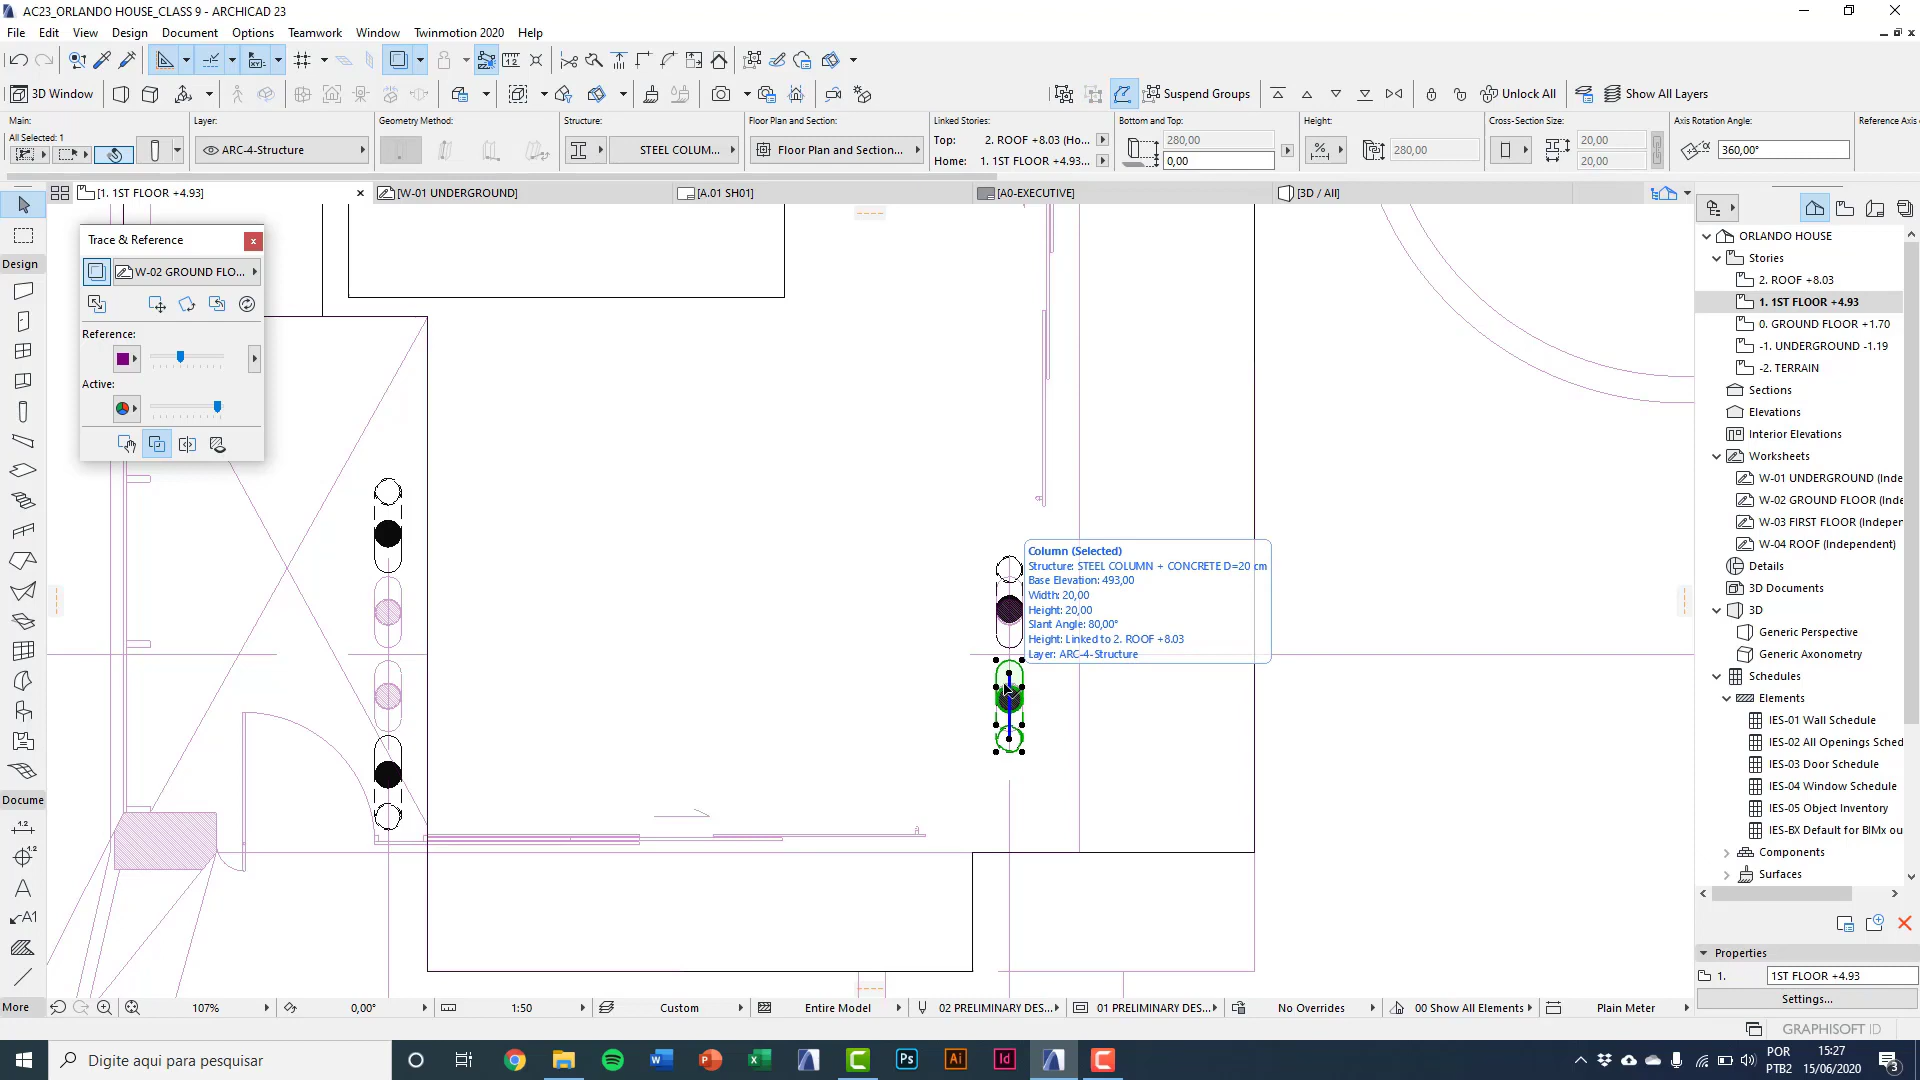 AC23_ORLANDO HOUSE_CLASS 9 - ARCHICAD 23
File Edit View Design Document Options Teamwork Window Twinmotion 2020 Help
3D Window
Suspend Groups
Unlock All
Show All Layers
Main:
All Selected: 1
Layer:
ARC-4-Structure
Geometry Method:
Structure:
STEEL COLUM...
Floor Plan and Section:
Floor Plan and Section...
Linked Stories:
Top: 2. ROOF +8.03 (Ho...
Home: 1. 1ST FLOOR +4.93...
Bottom and Top:
280,00
0,00
Height:
280,00
Cross-Section Size:
20,00
20,00
Axis Rotation Angle:
360,00°
Reference Axis
[1. 1ST FLOOR +4.93]
[W-01 UNDERGROUND]
[A.01 SH01]
[A0-EXECUTIVE]
[3D / All]
Design
Docume
More
Trace & Reference
W-02 GROUND FLO...
Reference:
Active:
Column (Selected)
Structure: STEEL COLUMN + CONCRETE D=20 cm
Base Elevation: 493,00
Width: 20,00
Height: 20,00
Slant Angle: 80,00°
Height: Linked to 2. ROOF +8.03
Layer: ARC-4-Structure
ORLANDO HOUSE
Stories
2. ROOF +8.03
1. 1ST FLOOR +4.93
0. GROUND FLOOR +1.70
-1. UNDERGROUND -1.19
-2. TERRAIN
Sections
Elevations
Interior Elevations
Worksheets
W-01 UNDERGROUND (Inde
W-02 GROUND FLOOR (Inde
W-03 FIRST FLOOR (Indepen
W-04 ROOF (Independent)
Details
3D Documents
3D
Generic Perspective
Generic Axonometry
Schedules
Elements
IES-01 Wall Schedule
IES-02 All Openings Sched
IES-03 Door Schedule
IES-04 Window Schedule
IES-05 Object Inventory
IES-BX Default for BIMx ou
Components
Surfaces
Properties
1. 1ST FLOOR +4.93
Settings...
107%
0,00°
1:50
Custom
Entire Model
02 PRELIMINARY DES...
01 PRELIMINARY DES...
No Overrides
00 Show All Elements
Plain Meter
GRAPHISOFT ID
Digite aqui para pesquisar
POR
PTB2
15:27
15/06/2020
3